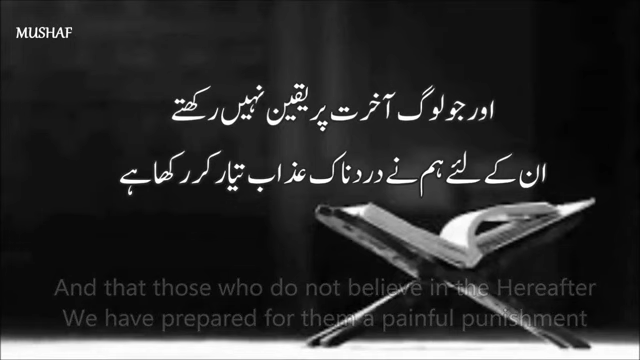 MUSHAF
اور جو لوگ آخرت پر یقین نہیں رکھتے
ان کے لئے ہم نے دردناک عذاب تیار کر رکھا ہے
And that those who do not believe in the Hereafter
We have prepared for them a painful punishment